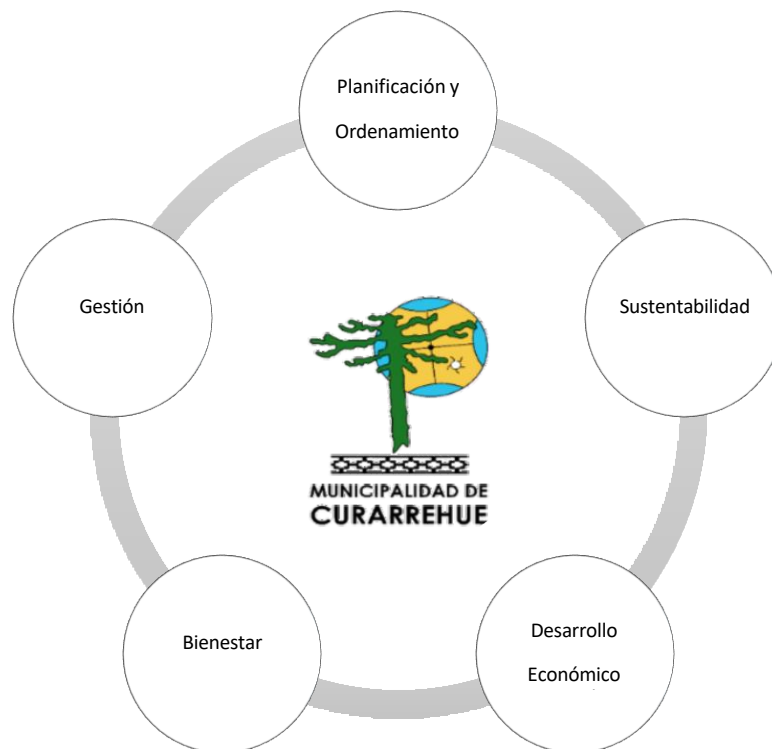 Planificación y
Ordenamiento
Gestión
Sustentabilidad
MUNICIPALIDAD DE
CURARREHUE
Bienestar
Desarrollo
Económico